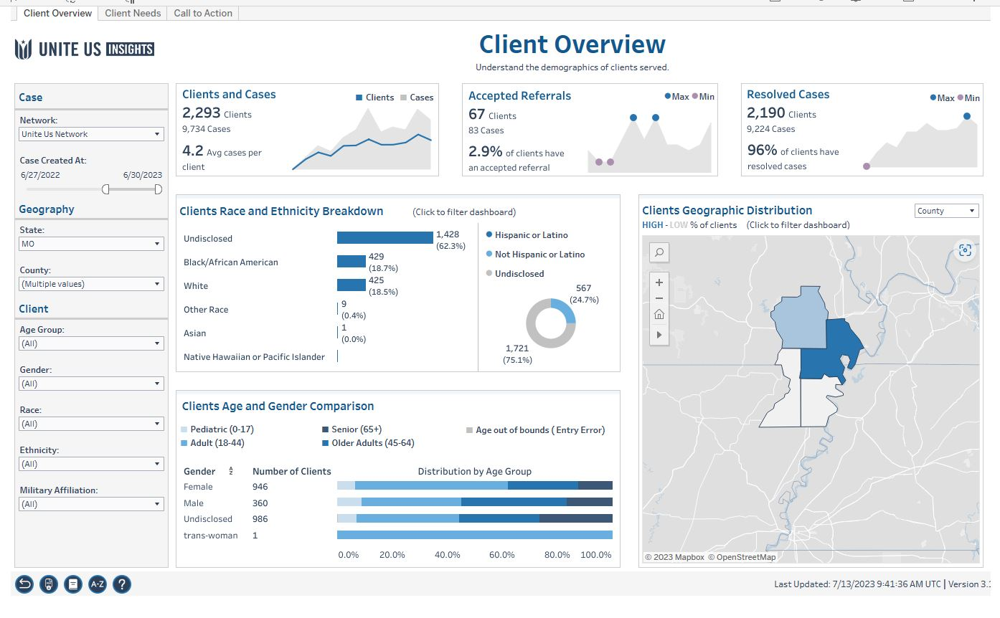 Client Overview
Client Needs
Call to Action
UNITE US INSIGHTS
Client Overview
Understand the demographics of clients served.
Case
Network:
Unite Us Network
Case Created At:
6/27/2022 6/30/2023
Geography
State:
MO
County:
(Multiple values)
Client
Age Group:
(All)
Gender:
(All)
Race:
(All)
Ethnicity:
(All)
Military Affiliation:
(All)
Clients and Cases
Clients Cases
2,293 Clients
9,734 Cases
4.2 Avg cases per
client
Accepted Referrals
Max Min
67 Clients
83 Cases
2.9% of clients have
an accepted referral
Resolved Cases
Max Min
2,190 Clients
9,224 Cases
96% of clients have
resolved cases
Clients Race and Ethnicity Breakdown (Click to filter dashboard)
Undisclosed 1,428
(62.3%)
Black/African American 429
(18.7%)
White 425
(18.5%)
Other Race 9
(0.4%)
Asian 1
(0.0%)
Native Hawaiian or Pacific Islander
Hispanic or Latino
Not Hispanic or Latino
Undisclosed
567
(24.7%)
1,721
(75.1%)
Clients Age and Gender Comparison
Pediatric (0-17) Senior (65+) Age out of bounds ( Entry Error)
Adult (18-44) Older Adults (45-64)
Gender A Z Number of Clients Distribution by Age Group
Female 946
Male 360
Undisclosed 986
trans-woman 1
0.0% 20.0% 40.0% 60.0% 80.0% 100.0%
Clients Geographic Distribution
County
HIGH - LOW % of clients (Click to filter dashboard)
+
−
© 2023 Mapbox © OpenStreetMap
A-Z
?
Last Updated: 7/13/2023 9:41:36 AM UTC | Version 3.